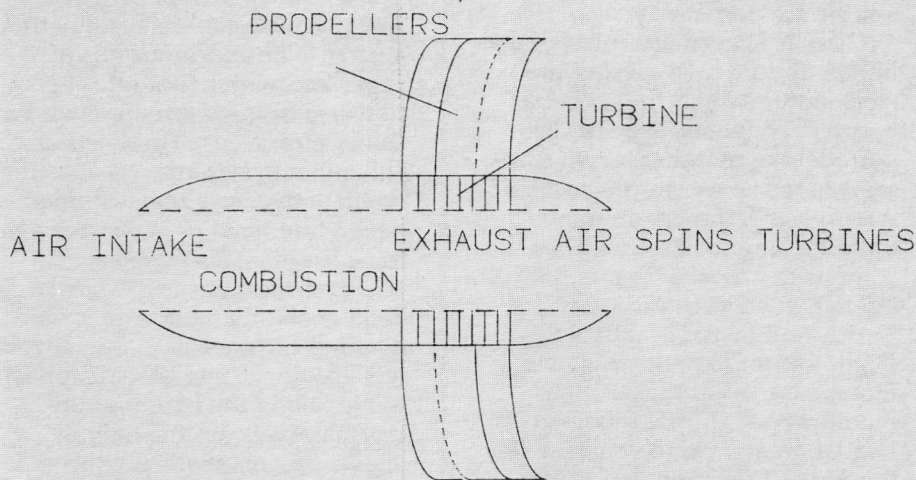 PROPELLERS
TURBINE
AIR INTAKE
EXHAUST AIR SPINS TURBINES
COMBUSTION